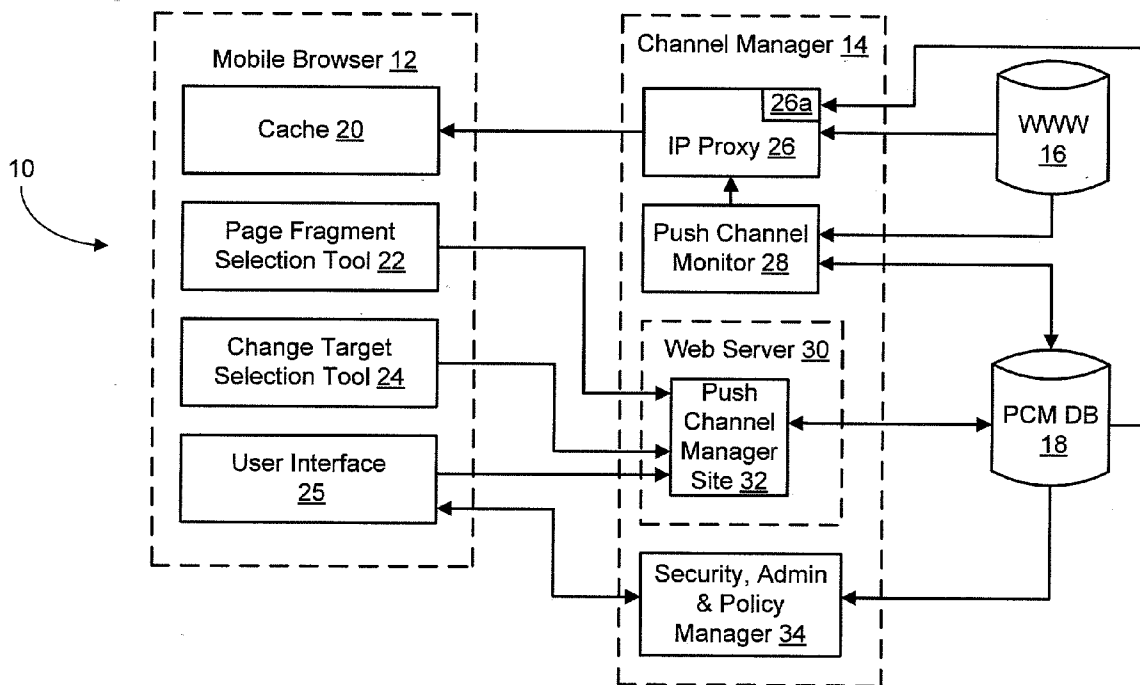 10
Mobile Browser 12
Cache 20
Page Fragment
Selection Tool 22
Change Target
Selection Tool 24
User Interface
25
Channel Manager 14
26a
IP Proxy 26
Push Channel
Monitor 28
Web Server 30
Push
Channel
Manager
Site 32
Security, Admin
& Policy
Manager 34
WWW
16
PCM DB
18